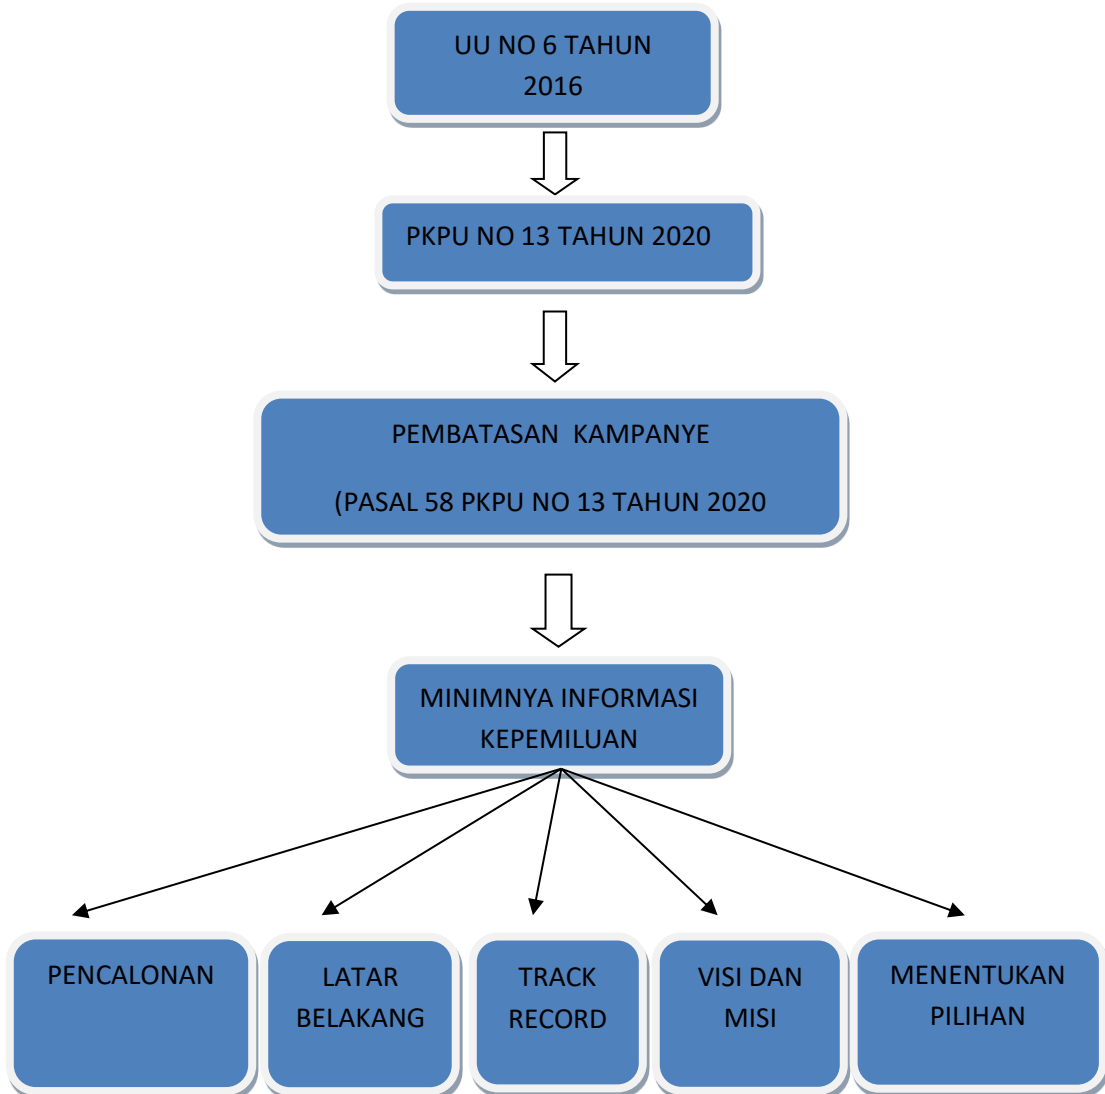 UU NO 6 TAHUN
2016
PKPU NO 13 TAHUN 2020
PEMBATASAN KAMPANYE
(PASAL 58 PKPU NO 13 TAHUN 2020
MINIMNYA INFORMASI
KEPEMILUAN
PENCALONAN
LATAR
BELAKANG
TRACK
RECORD
VISI DAN
MISI
MENENTUKAN
PILIHAN